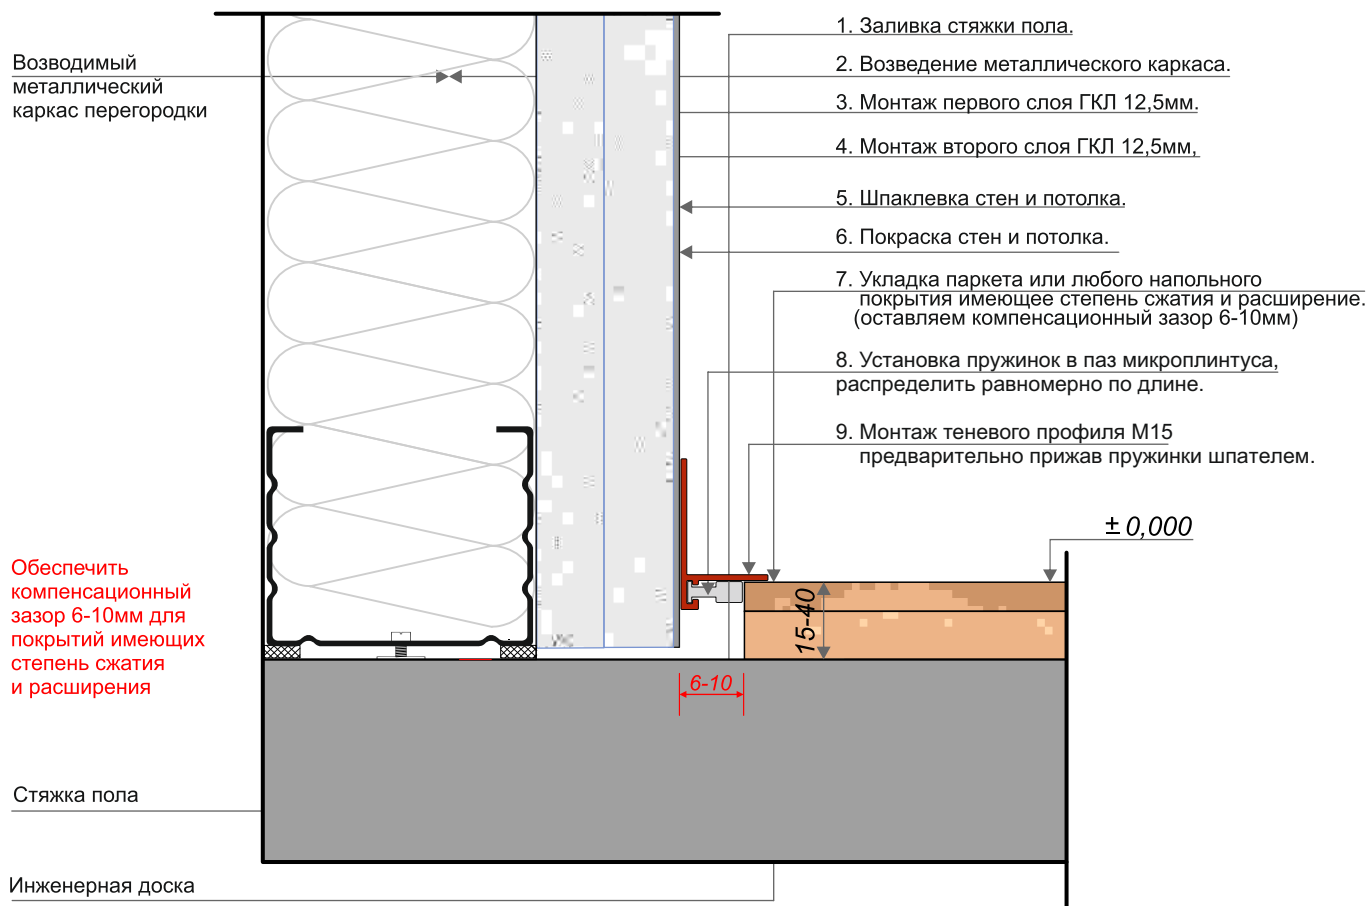 Возводимый
металлический
каркас перегородки
1. Заливка стяжки пола.
2. Возведение металлического каркаса.
3. Монтаж первого слоя ГКЛ 12,5мм.
4. Монтаж второго слоя ГКЛ 12,5мм,
5. Шпаклевка стен и потолка.
6. Покраска стен и потолка.
7. Укладка паркета или любого напольного
покрытия имеющее степень сжатия и расширение.
(оставляем компенсационный зазор 6-10мм)
8. Установка пружинок в паз микроплинтуса,
распределить равномерно по длине.
9. Монтаж теневого профиля М15
предварительно прижав пружинки шпателем.
± 0,000
Обеспечить
компенсационный
зазор 6-10мм для
покрытий имеющих
степень сжатия
и расширения
15-40
6-10
Стяжка пола
Инженерная доска